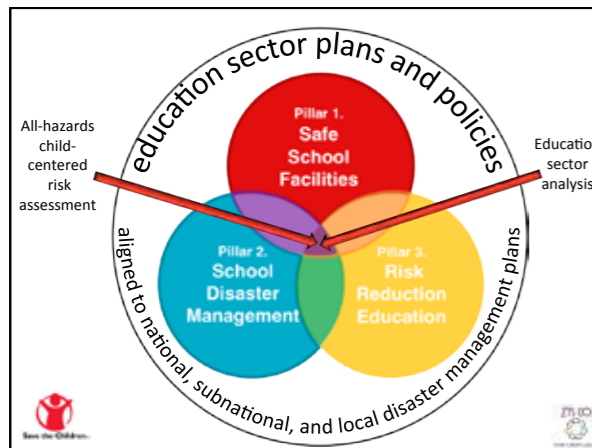 education sector plans and policies
Pillar 1.
Safe
School
Facilities
All-hazards
child-
centered
risk
assessment
Education
sector
analysis
Pillar 2.
School
Disaster
Management
Pillar 3.
Risk
Reduction
Education
aligned to national, subnational, and local disaster management plans
Save the Children